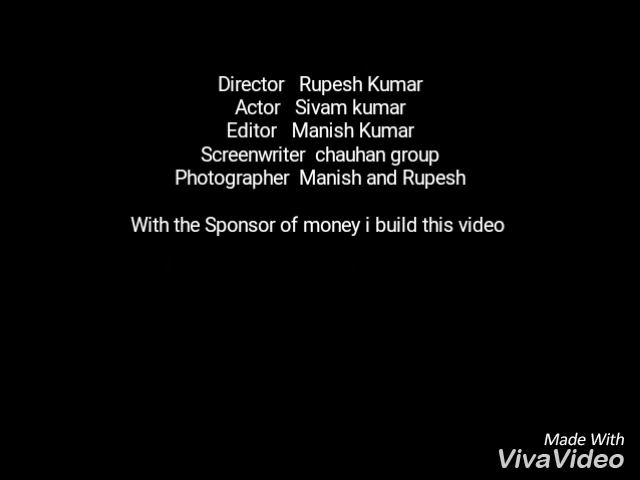 Director Rupesh Kumar
Actor Sivam kumar
Editor Manish Kumar
Screenwriter chauhan group
Photographer Manish and Rupesh
With the Sponsor of money i build this video
Made With
VivaVideo